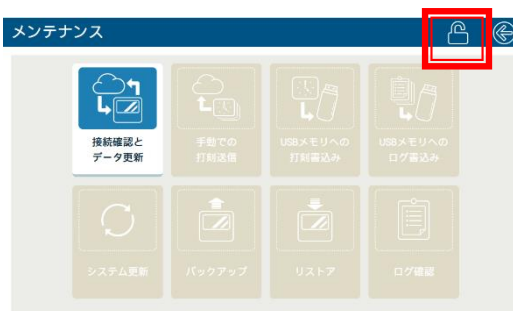 メンテナンス
接続確認と
データ更新
手動での
打刻送信
USBメモリへの
打刻書込み
USBメモリへの
ログ書込み
システム更新
バックアップ
リストア
ログ確認